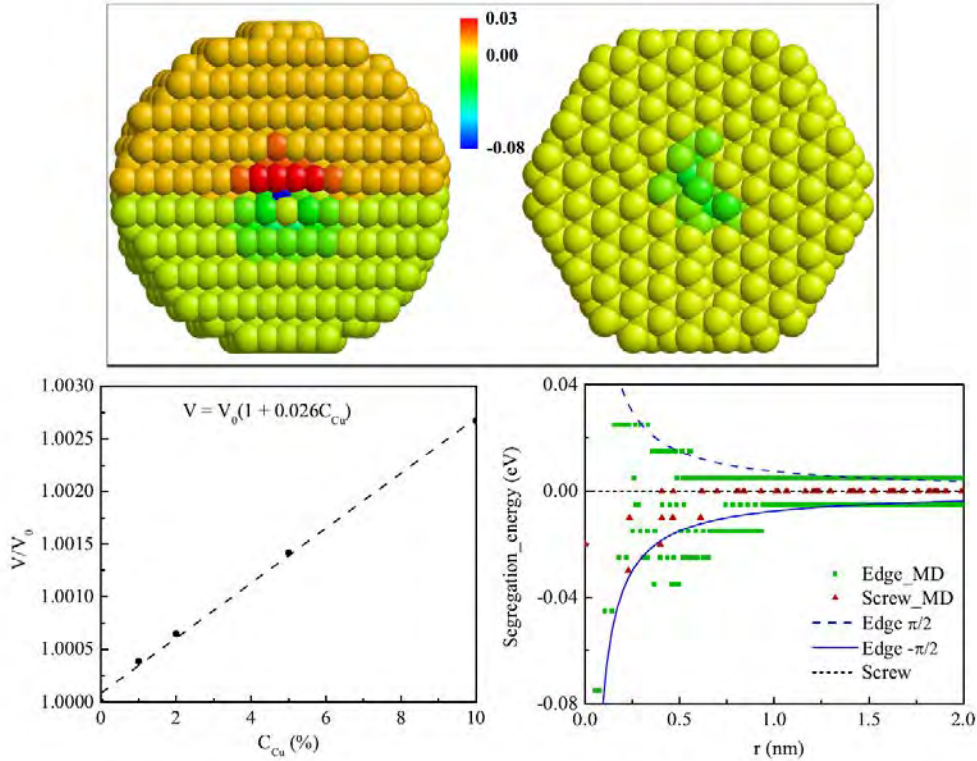 0.03
0.00
-0.08
1.0030
1.0025
1.0020
1.0015
1.0010
1.0005
1.0000
V/V0
V = V0(1 + 0.026CCu)
0 2 4 6 8 10
CCu (%)
0.04
0.00
-0.04
-0.08
Segregation_energy (eV)
Edge_MD
Screw_MD
Edge π/2
Edge -π/2
Screw
0.0 0.5 1.0 1.5 2.0
r (nm)